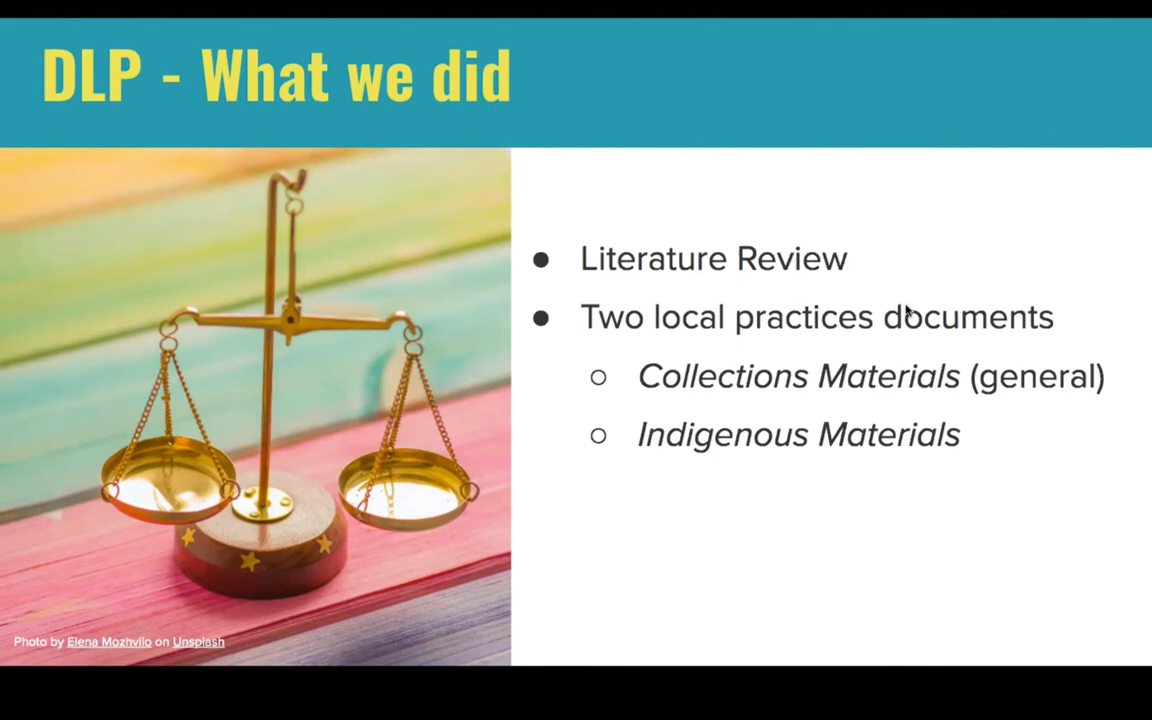 DLP - What we did
● Literature Review
● Two local practices documents
○ Collections Materials (general)
○ Indigenous Materials
Photo by Elena Mozhvilo on Unsplash